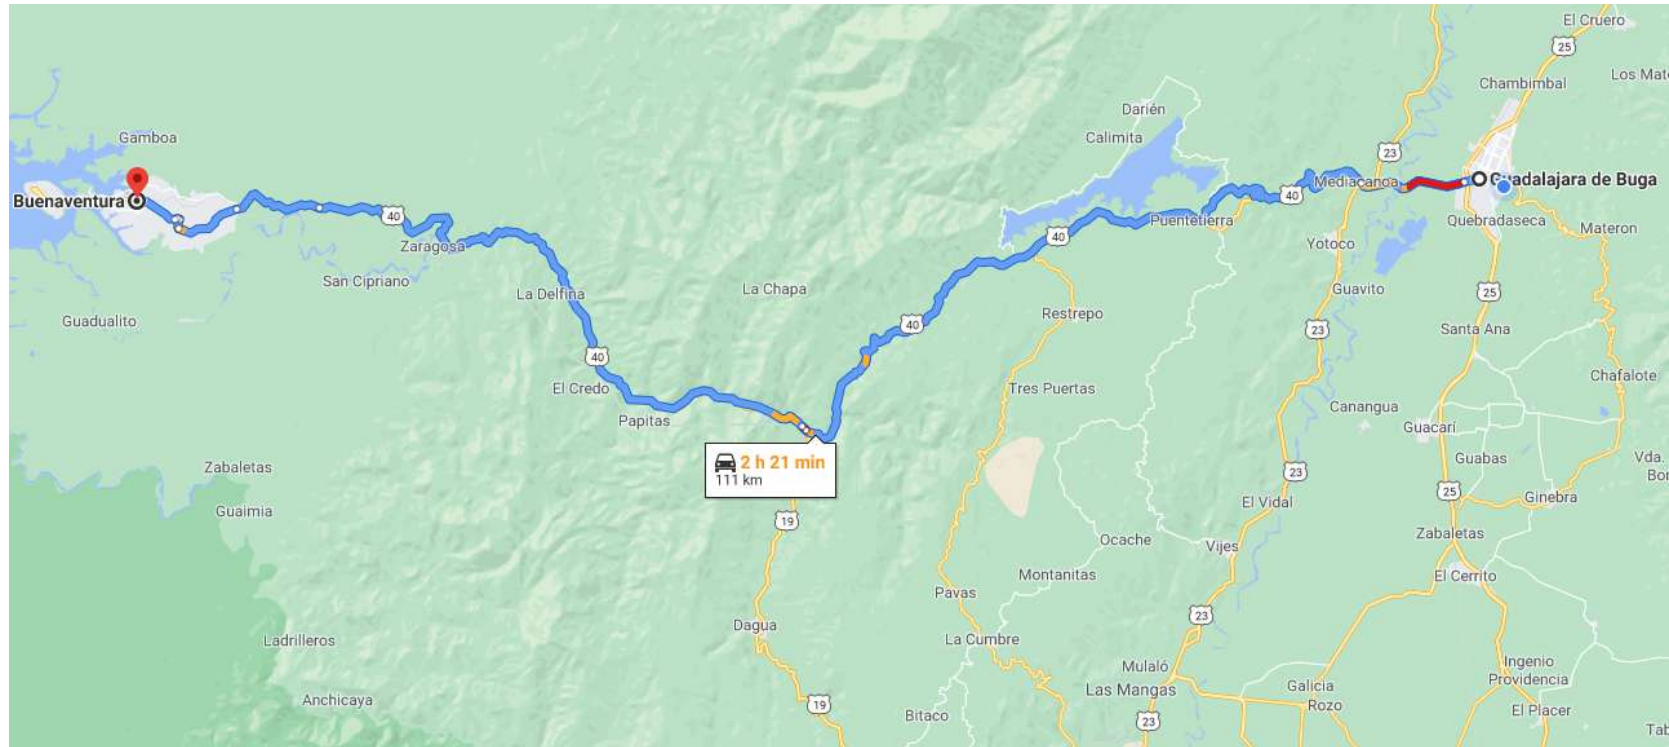 El Cruero
25
Chambimbal
Los Mate
Darién
Gamboa
Calimita
23
Mediacanoa
Guadalajara de Buga
Buenaventura
40
40
Puentetierra
Quebradaseca
Materon
40
Zaragosa
Yotoco
San Cipriano
La Delfina
La Chapa
Guavito
25
Guadualito
Restrepo
40
23
Santa Ana
40
El Credo
Tres Puertas
Chafalote
Papitas
Canangua
Guacarí
2 h 21 min
111 km
Zabaletas
23
Guabas
Vda.
Bor
Guaimia
El Vidal
25
Ginebra
19
Ocache
Vijes
Zabaletas
Montanitas
El Cerrito
Pavas
23
Dagua
Ladrilleros
La Cumbre
Mulaló
Ingenio
Providencia
Las Mangas
Galicia
Anchicaya
19
Rozo
El Placer
Bitaco
23
Tab